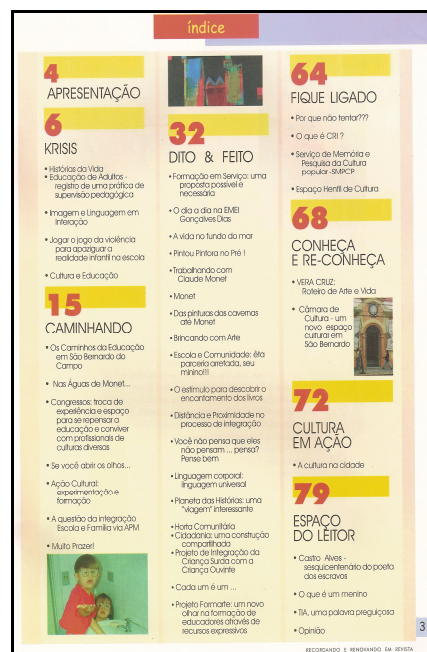 índice
4
APRESENTAÇÃO
6
KRISIS
• Histórias da Vida
• Educação de Adultos -
registro de uma prática de
supervisão pedagógica
• Imagem e Linguagem em
Interação
• Jogar o jogo da violência
para apaziguar a
realidade infantil na escola
• Cultura e Educação
15
CAMINHANDO
• Os Caminhos da Educação
em São Bernardo do
Campo
• Nas Águas de Monet...
• Congressos: troca de
experiência e espaço
para se repensar a
educação e conviver
com profissionais de
culturas diversas
• Se você abrir os olhos...
• Ação Cultural:
experimentação e
formação
• A questão da integração
Escola e Família via APM
• Muito Prazer!
32
DITO & FEITO
• Formação em Serviço: uma
proposta possível e
necessária
• O dia a dia na EMEI
Gonçalves Dias
• A vida no fundo do mar
• Pintou Pintora no Pré !
• Trabalhando com
Claude Monet
• Monet
• Das pinturas das cavernas
até Monet
• Brincando com Arte
• Escola e Comunidade: êta
parceria arretada, seu
minino!!!
• O estímulo para descobrir o
encantamento dos livros
• Distância e Proximidade no
processo de integração
• Você não pensa que eles
não pensam ... pensa?
Pense bem
• Linguagem corporal:
linguagem universal
• Planeta das Histórias: uma
"viagem" interessante
• Horta Comunitária
• Cidadania: uma construção
compartilhada
• Projeto de Integração da
Criança Surda com a
Criança Ouvinte
• Cada um é um ...
• Projeto Formarte: um novo
olhar na formação de
educadores através de
recursos expressivos
64
FIQUE LIGADO
• Por que não tentar???
• O que é CRI ?
• Serviço de Memória e
Pesquisa da Cultura
popular -SMPCP
• Espaço Henfil de Cultura
68
CONHEÇA
E RE-CONHEÇA
• VERA CRUZ:
Roteiro de Arte e Vida
• Câmara de
Cultura - um
novo espaço
cultural em
São Bernardo
72
CULTURA
EM AÇÃO
• A cultura na cidade
79
ESPAÇO
DO LEITOR
• Castro Alves -
sesquicentenário do poeta
dos escravos
• O que é um menino
• TIA, uma palavra preguiçosa
• Opinião
3
RECORDANDO E RENOVANDO EM REVISTA